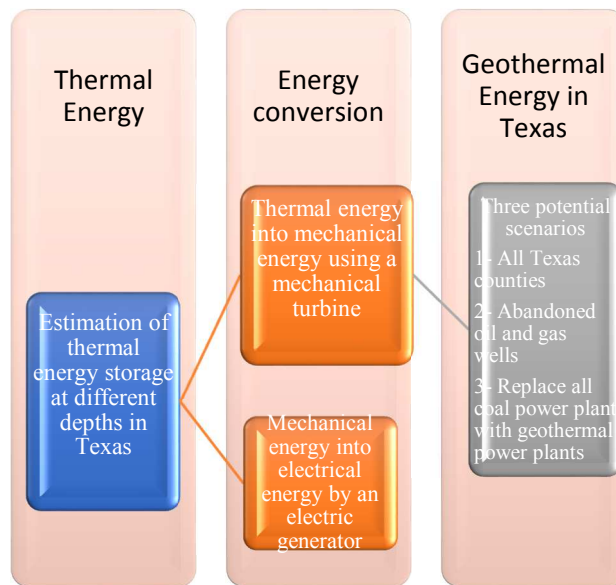 Thermal
Energy
Estimation of
thermal
energy storage
at different
depths in
Texas
Energy
conversion
Thermal energy
into mechanical
energy using a
mechanical
turbine
Mechanical
energy into
electrical
energy by an
electric
generator
Geothermal
Energy in
Texas
Three potential
scenarios
1- All Texas
counties
2- Abandoned
oil and gas
wells
3- Replace all
coal power plant
with geothermal
power plants